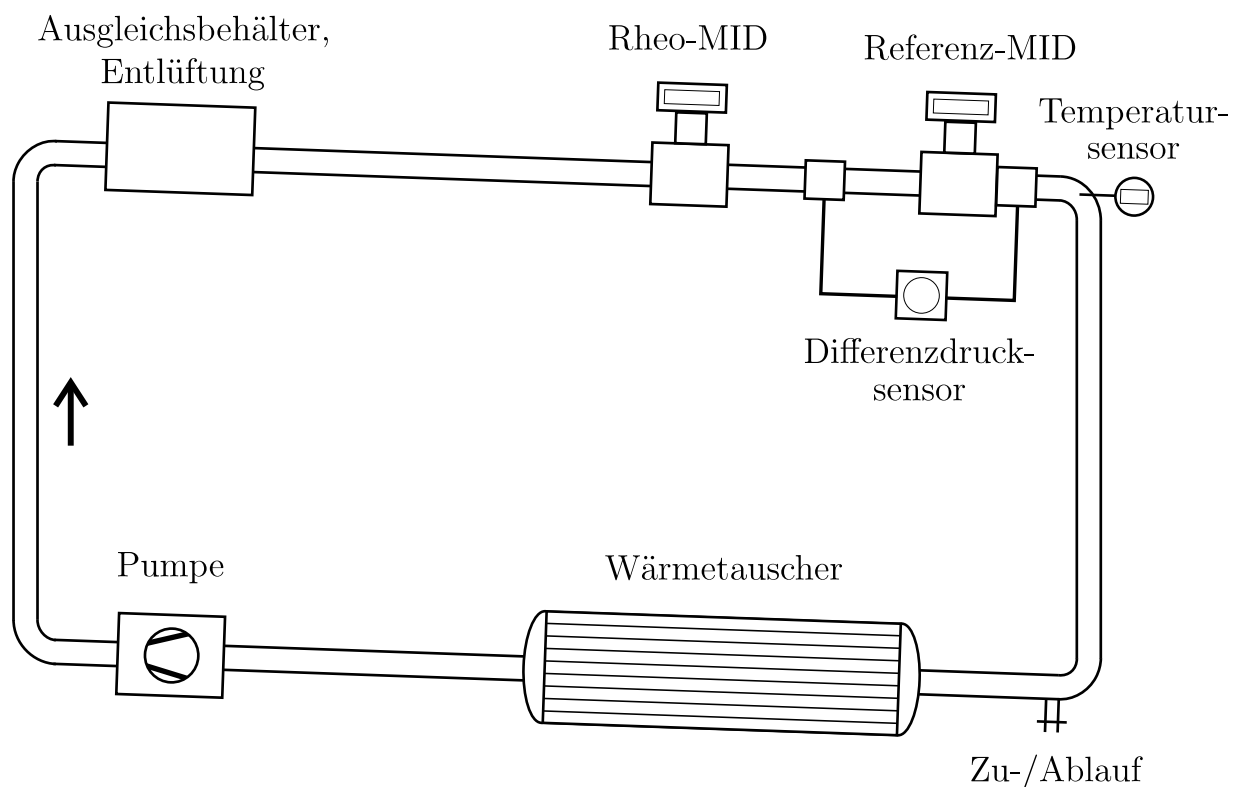 Ausgleichsbehälter,
Entlüftung
Rheo-MID
Referenz-MID
Temperatur-
sensor
Differenzdruck-
sensor
Pumpe
Wärmetauscher
Zu-/Ablauf